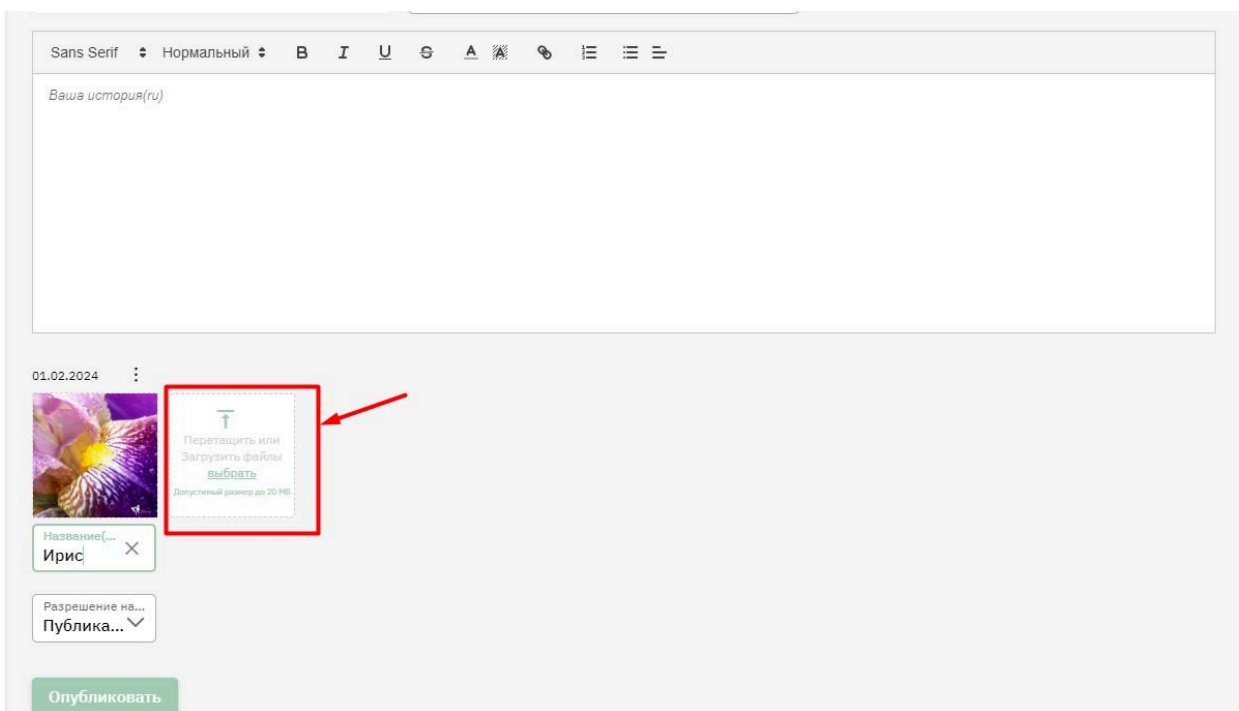 Sans Serif Нормальный B I U S A A
Ваша история(ru)
01.02.2024
Перетащить или
Загрузить файлы
выбрать
Допустимый размер до 20 Мб
Название(...
Ирис
Разрешение на...
Публика...
Опубликовать